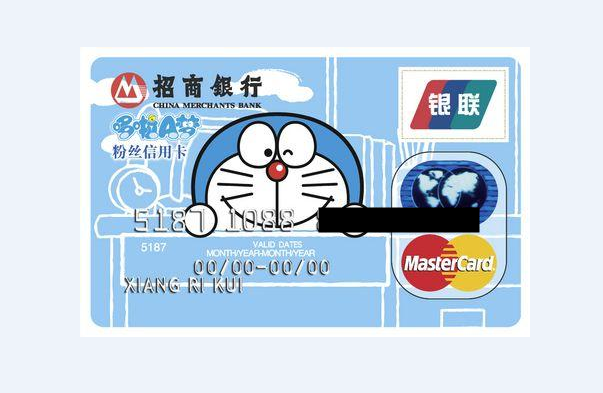 招商銀行
CHINA MERCHANTS BANK
银联
哆啦A梦
粉丝信用卡
5187 1088
5187
VALID DATES
MONTH/YEAR-MONTH/YEAR
00/00-00/00
XIANG RI KUI
MasterCard